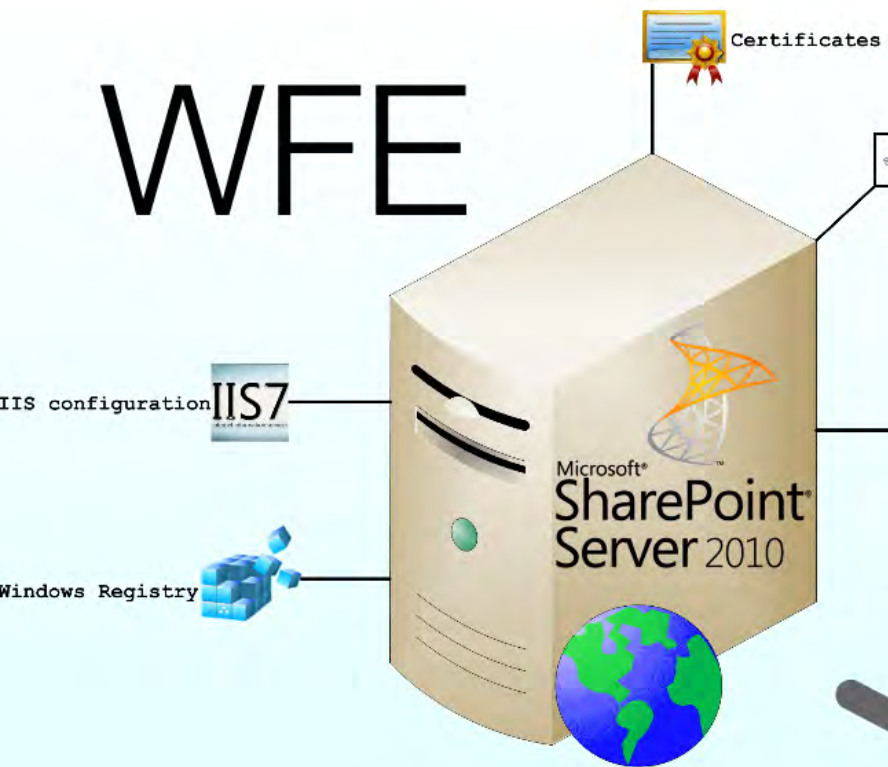 Certificates
WFE
IIS configuration
IIS7
Microsoft®
SharePoint®
Server 2010
Windows Registry